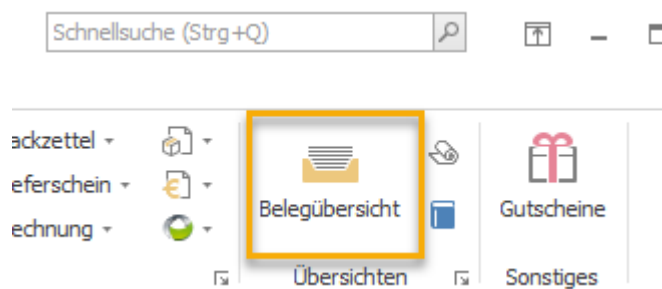 Schnellsuche (Strg+Q)
ackzettel
eferschein
echnung
Belegübersicht
Gutscheine
Übersichten
Sonstiges